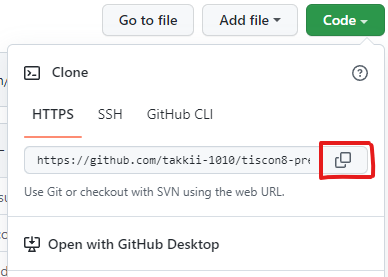 Go to file Add file Code
Clone
HTTPS SSH GitHub CLI
https://github.com/takkii-1010/tiscon8-pre
Use Git or checkout with SVN using the web URL.
Open with GitHub Desktop